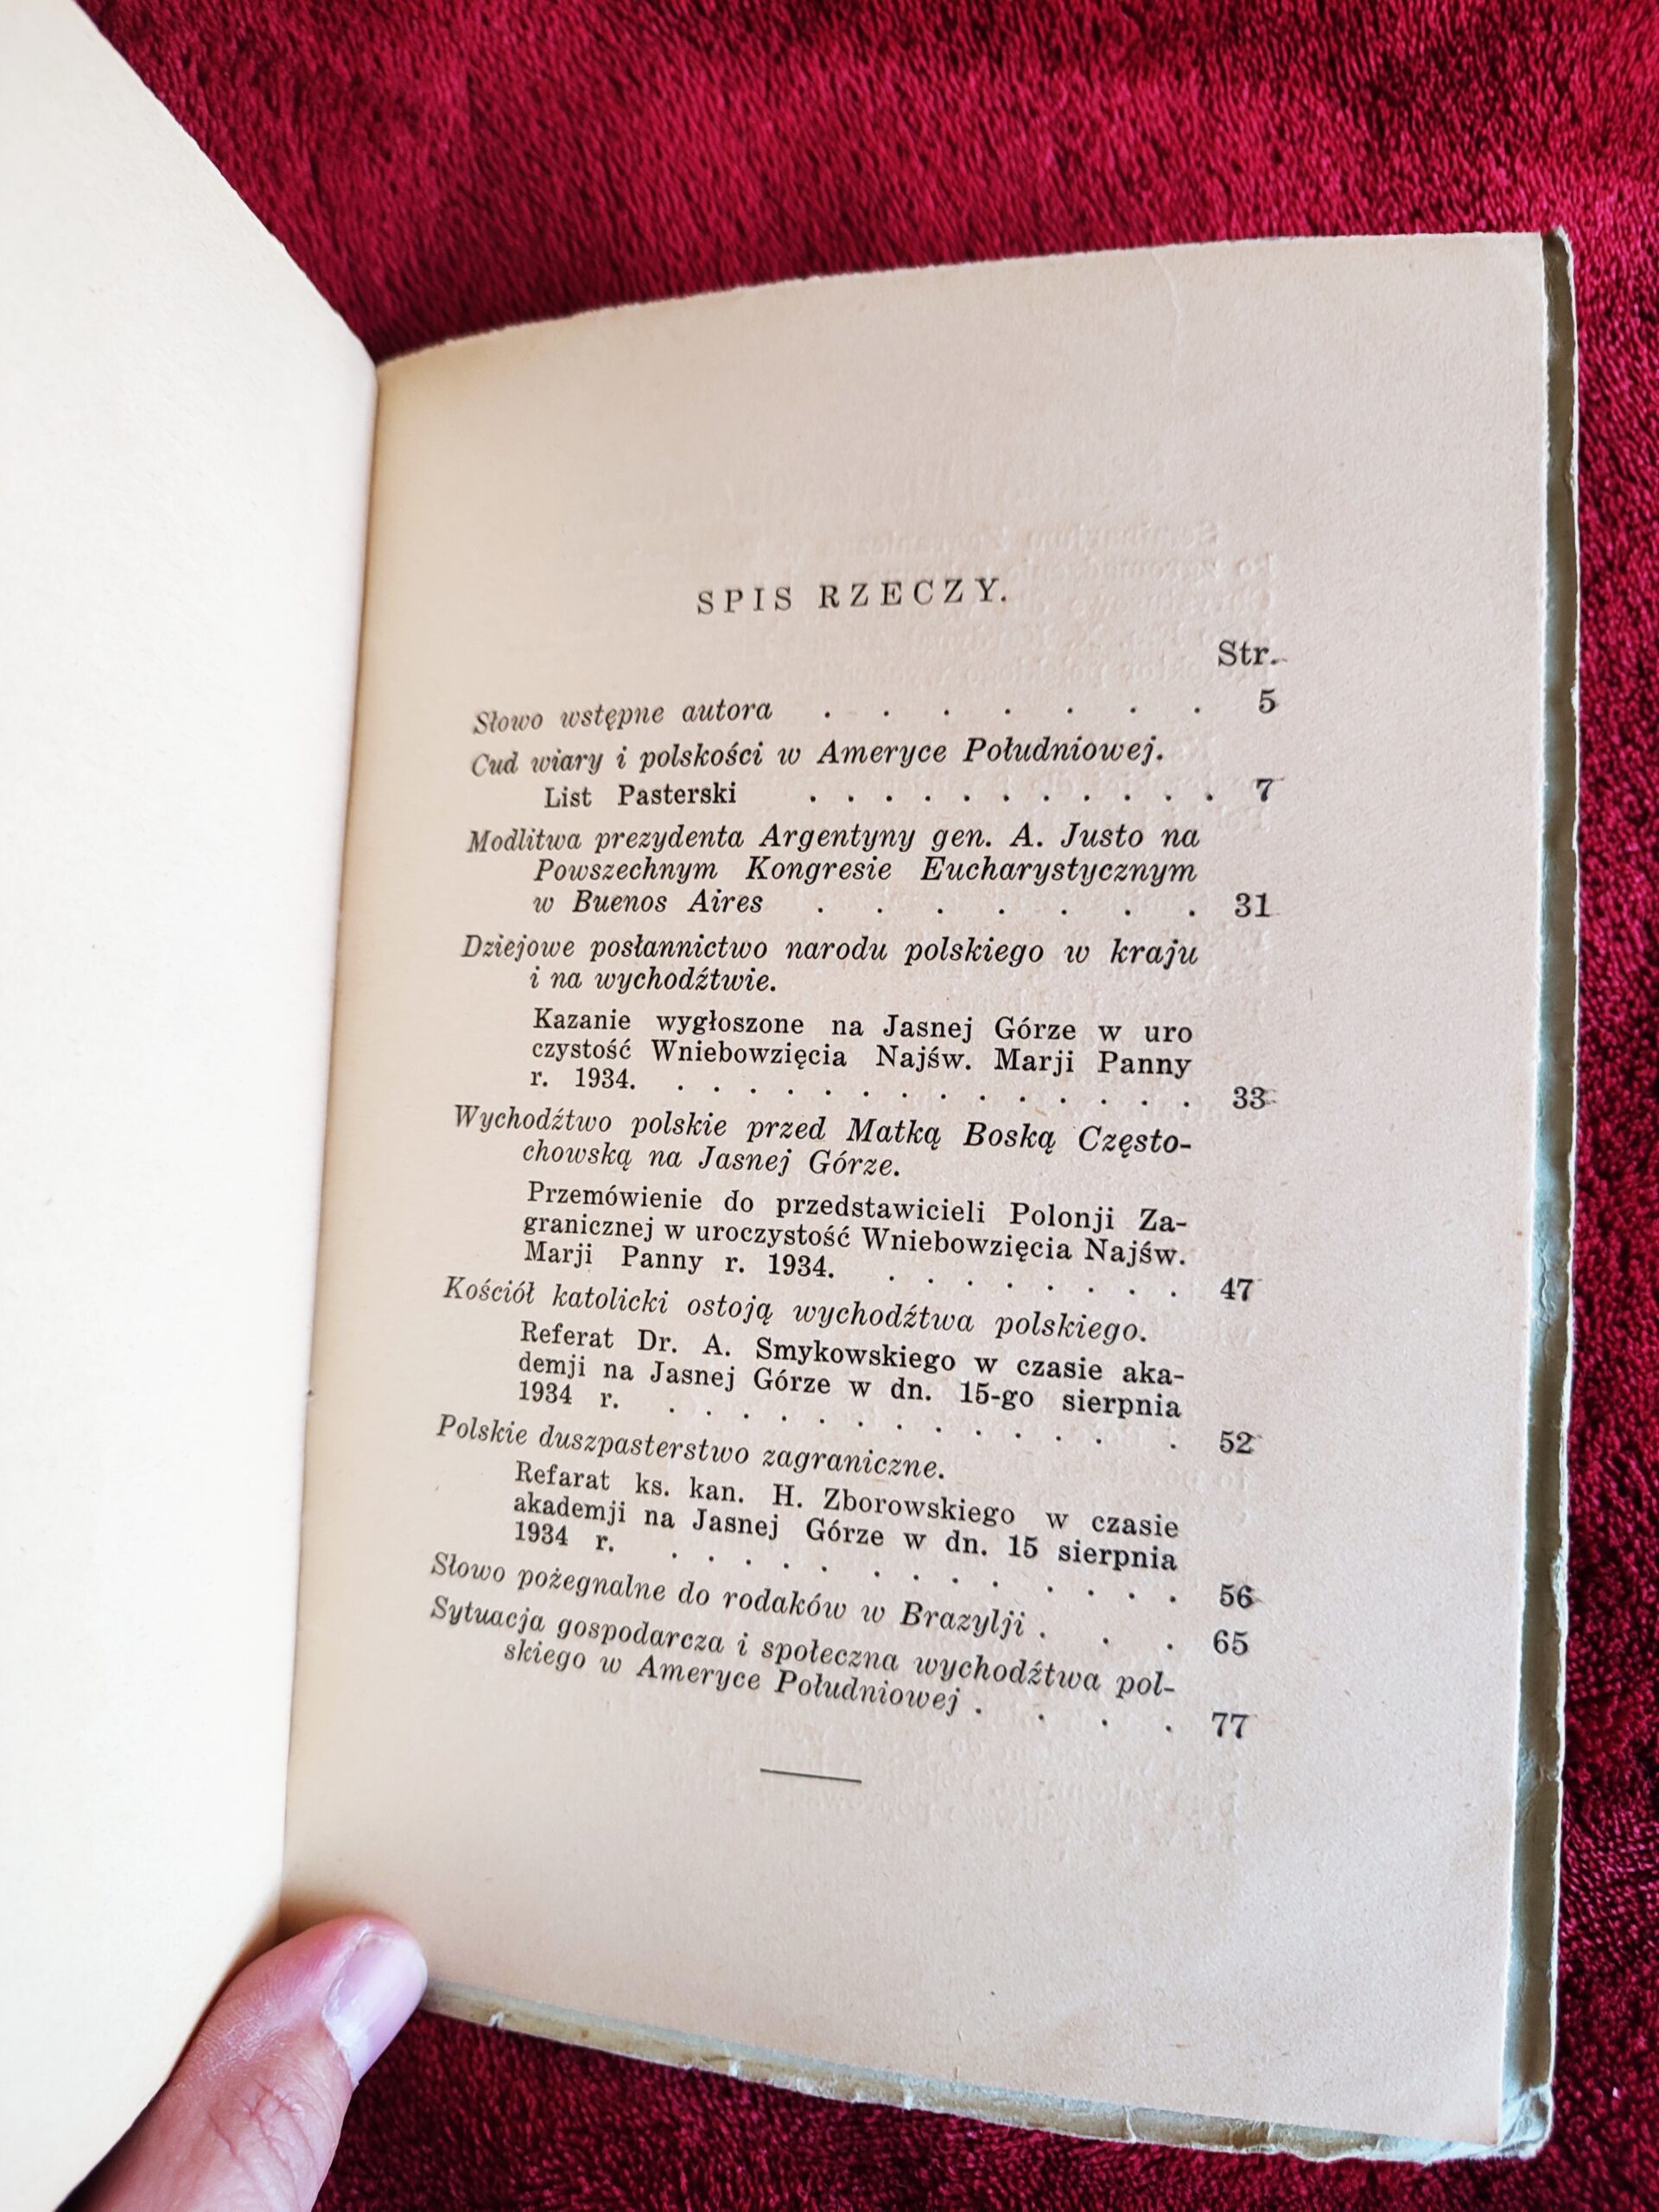 SPIS RZECZY.
Str.
Słowo wstępne autora . . . . . . . 5
Cud wiary i polskości w Ameryce Południowej.
List Pasterski . . . . . . . . . . . 7
Modlitwa prezydenta Argentyny gen. A. Justo na
Powszechnym Kongresie Eucharystycznym
w Buenos Aires . . . . . . . 31
Dziejowe posłannictwo narodu polskiego w kraju
i na wychodźtwie.
Kazanie wygłoszone na Jasnej Górze w uro
czystość Wniebowzięcia Najśw. Marji Panny
r. 1934. . . . . . . . . . . . . . . 33
Wychodźtwo polskie przed Matką Boską Często-
chowską na Jasnej Górze.
Przemówienie do przedstawicieli Polonji Za-
granicznej w uroczystość Wniebowzięcia Najśw.
Marji Panny r. 1934. . . . . . . . . 47
Kościół katolicki ostoją wychodźtwa polskiego.
Referat Dr. A. Smykowskiego w czasie aka-
demji na Jasnej Górze w dn. 15-go sierpnia
1934 r. . . . . . . . . . . . . . 52
Polskie duszpasterstwo zagraniczne.
Refarat ks. kan. H. Zborowskiego w czasie
akademji na Jasnej Górze w dn. 15 sierpnia
1934 r. . . . . . . . . . . . . . 56
Słowo pożegnalne do rodaków w Brazylji . . . 65
Sytuacja gospodarcza i społeczna wychodźtwa pol-
skiego w Ameryce Południowej . . . . 77